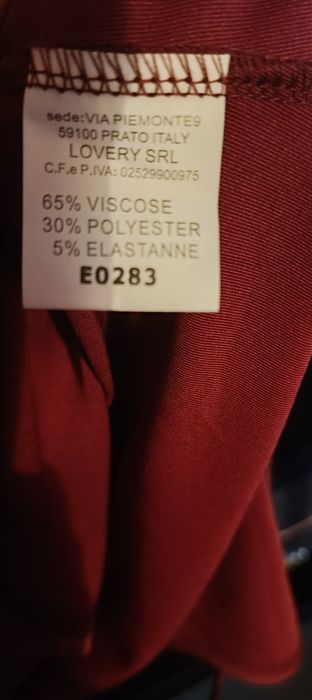 sede:VIA PIEMONTE9
59100 PRATO ITALY
LOVERY SRL
C.F.e P.IVA: 02529900975
65% VISCOSE
30% POLYESTER
5% ELASTANNE
E0283